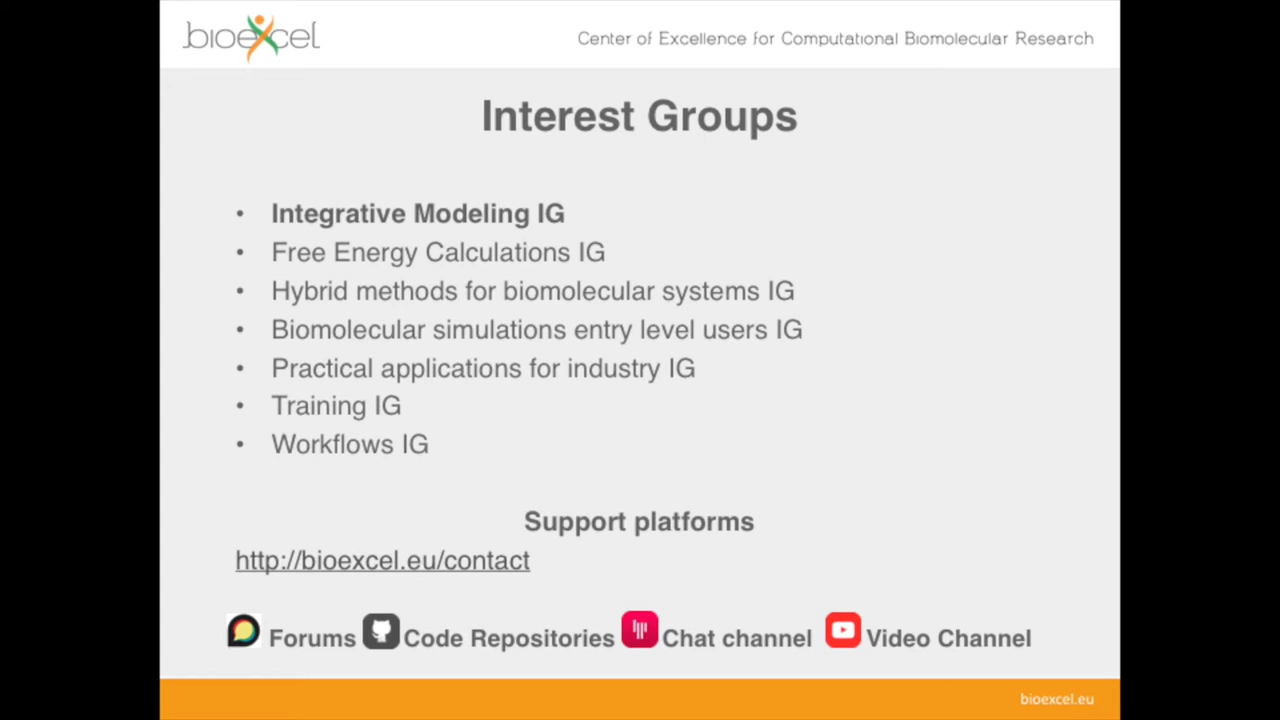 bioexcel
Center of Excellence for Computational Biomolecular Research
Interest Groups
• Integrative Modeling IG
• Free Energy Calculations IG
• Hybrid methods for biomolecular systems IG
• Biomolecular simulations entry level users IG
• Practical applications for industry IG
• Training IG
• Workflows IG
Support platforms
http://bioexcel.eu/contact
Forums Code Repositories Chat channel Video Channel
bioexcel.eu